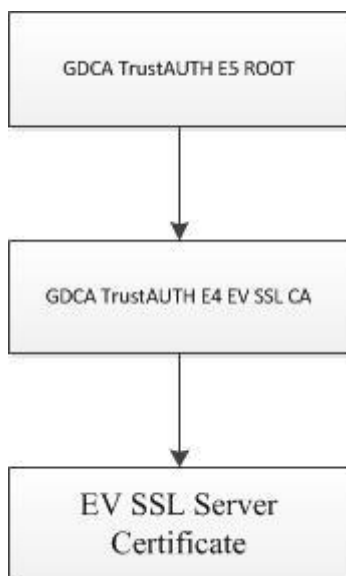 GDCA TrustAUTH E5 ROOT
GDCA TrustAUTH E4 EV SSL CA
EV SSL Server
Certificate